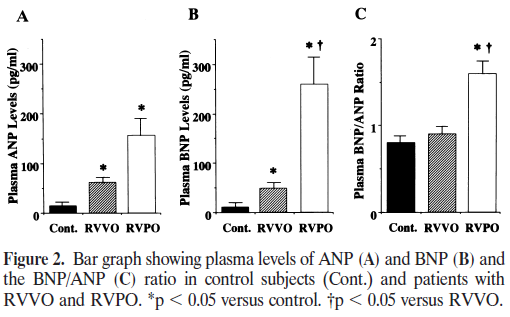 A
B
C
Plasma ANP Levels (pg/ml)
300
200
100
0
*
*
Cont. RVVO RVPO
Plasma BNP Levels (pg/ml)
300
200
100
0
*
* †
Cont. RVVO RVPO
Plasma BNP/ANP Ratio
2
1
0
* †
Cont. RVVO RVPO
Figure 2. Bar graph showing plasma levels of ANP (A) and BNP (B) and
the BNP/ANP (C) ratio in control subjects (Cont.) and patients with
RVVO and RVPO. *p < 0.05 versus control. †p < 0.05 versus RVVO.